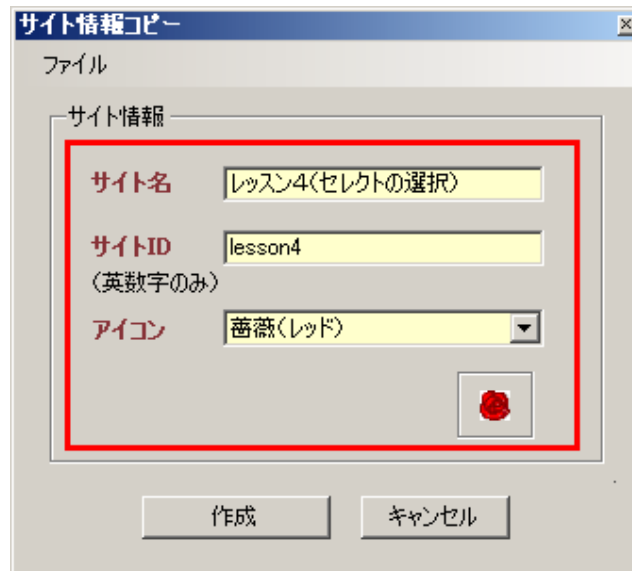 サイト情報コピー
ファイル
サイト情報
サイト名 レッスン4(セレクトの選択)
サイトID lesson4
(英数字のみ)
アイコン 薔薇(レッド)
作成 キャンセル